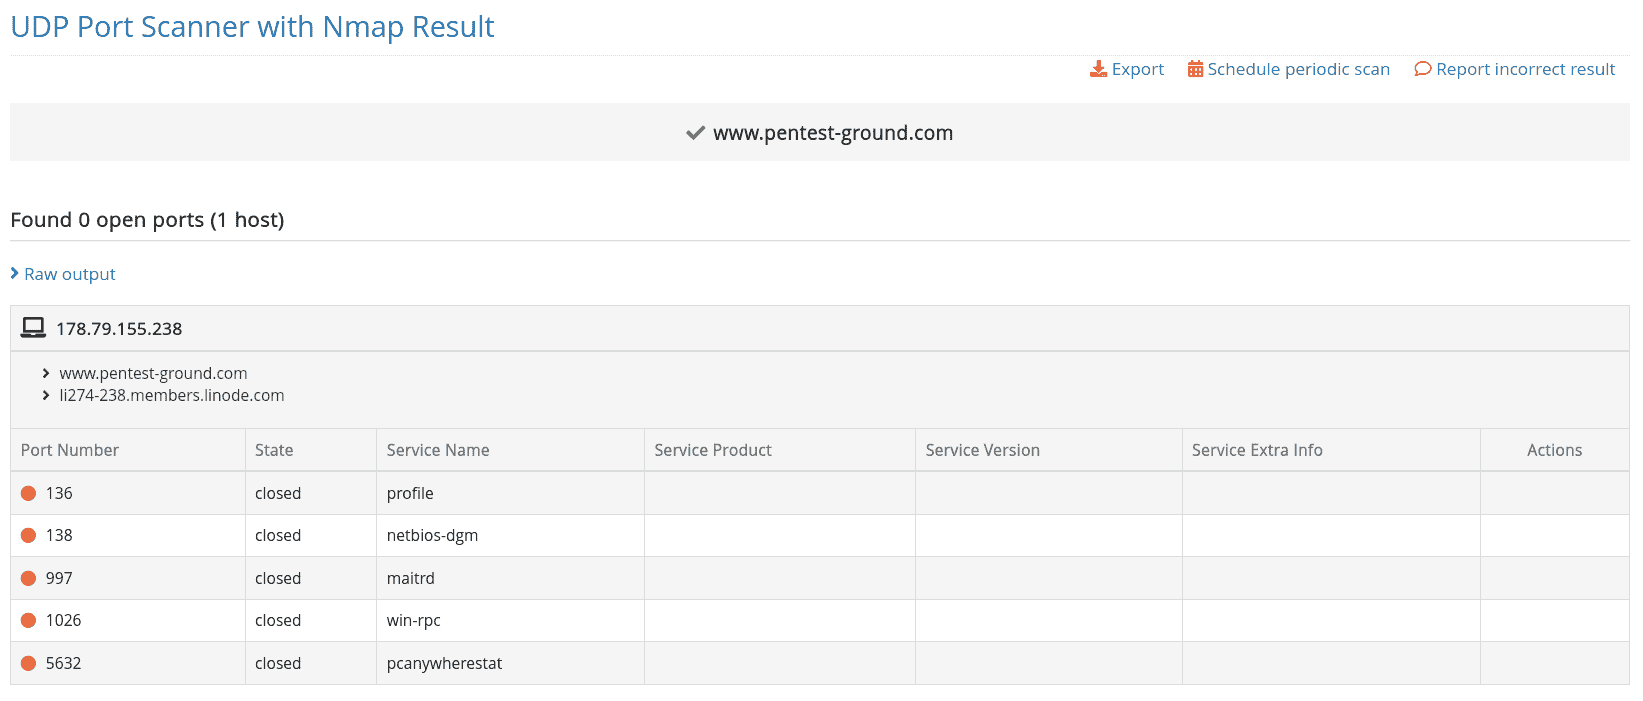 UDP Port Scanner with Nmap Result
Export Schedule periodic scan Report incorrect result
www.pentest-ground.com
Found 0 open ports (1 host)
Raw output
178.79.155.238
www.pentest-ground.com
li274-238.members.linode.com
Port Number State Service Name Service Product Service Version Service Extra Info Actions
136 closed profile
138 closed netbios-dgm
997 closed maitrd
1026 closed win-rpc
5632 closed pcanywherestat